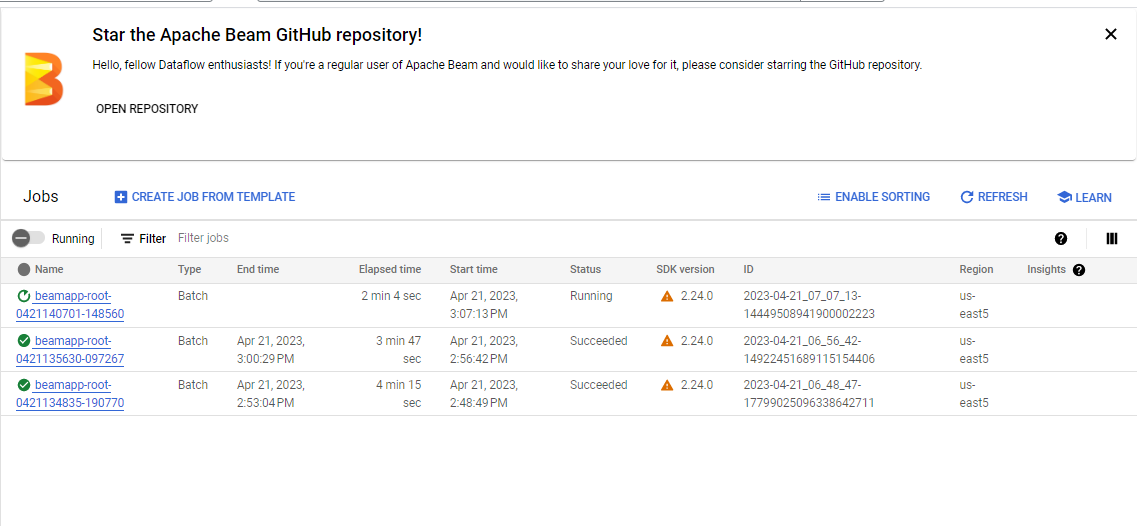 Star the Apache Beam GitHub repository!
Hello, fellow Dataflow enthusiasts! If you're a regular user of Apache Beam and would like to share your love for it, please consider starring the GitHub repository.
OPEN REPOSITORY
Jobs CREATE JOB FROM TEMPLATE ENABLE SORTING REFRESH LEARN
Running Filter Filter jobs
Name Type End time Elapsed time Start time Status SDK version ID Region Insights
beamapp-root- Batch 2 min 4 sec Apr 21, 2023, Running 2.24.0 2023-04-21_07_07_13- us-
0421140701-148560 3:07:13 PM 14449508941900002223 east5
beamapp-root- Batch Apr 21, 2023, 3 min 47 Apr 21, 2023, Succeeded 2.24.0 2023-04-21_06_56_42- us-
0421135630-097267 3:00:29 PM sec 2:56:42 PM 14922451689115154406 east5
beamapp-root- Batch Apr 21, 2023, 4 min 15 Apr 21, 2023, Succeeded 2.24.0 2023-04-21_06_48_47- us-
0421134835-190770 2:53:04 PM sec 2:48:49 PM 17799025096338642711 east5